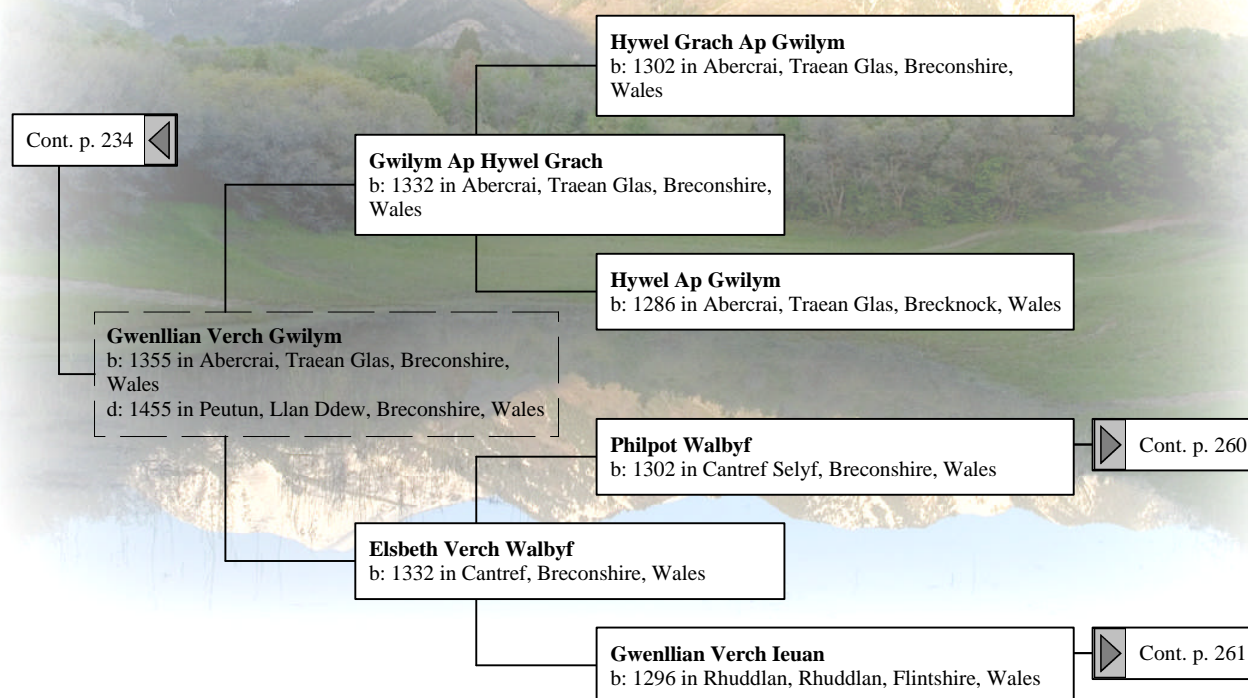 Hywel Grach Ap Gwilym
b: 1302 in Abercrai, Traean Glas, Breconshire,
Wales
Cont. p. 234
Gwilym Ap Hywel Grach
b: 1332 in Abercrai, Traean Glas, Breconshire,
Wales
Hywel Ap Gwilym
b: 1286 in Abercrai, Traean Glas, Brecknock, Wales
Gwenllian Verch Gwilym
b: 1355 in Abercrai, Traean Glas, Breconshire,
Wales
d: 1455 in Peutun, Llan Ddew, Breconshire, Wales
Philpot Walbyf
b: 1302 in Cantref Selyf, Breconshire, Wales
Cont. p. 260
Elsbeth Verch Walbyf
b: 1332 in Cantref, Breconshire, Wales
Gwenllian Verch Ieuan
b: 1296 in Rhuddlan, Rhuddlan, Flintshire, Wales
Cont. p. 261